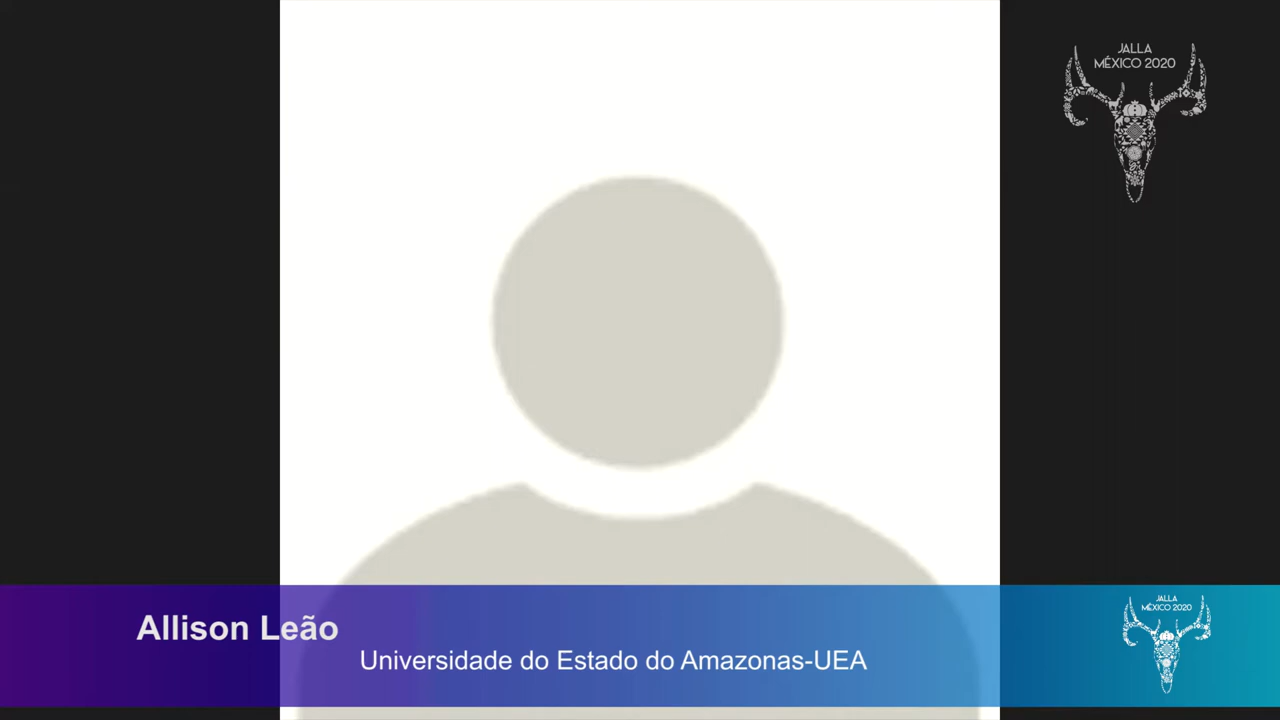 JALLA
MÉXICO 2020
Allison Leão
Universidade do Estado do Amazonas-UEA
JALLA
MÉXICO 2020